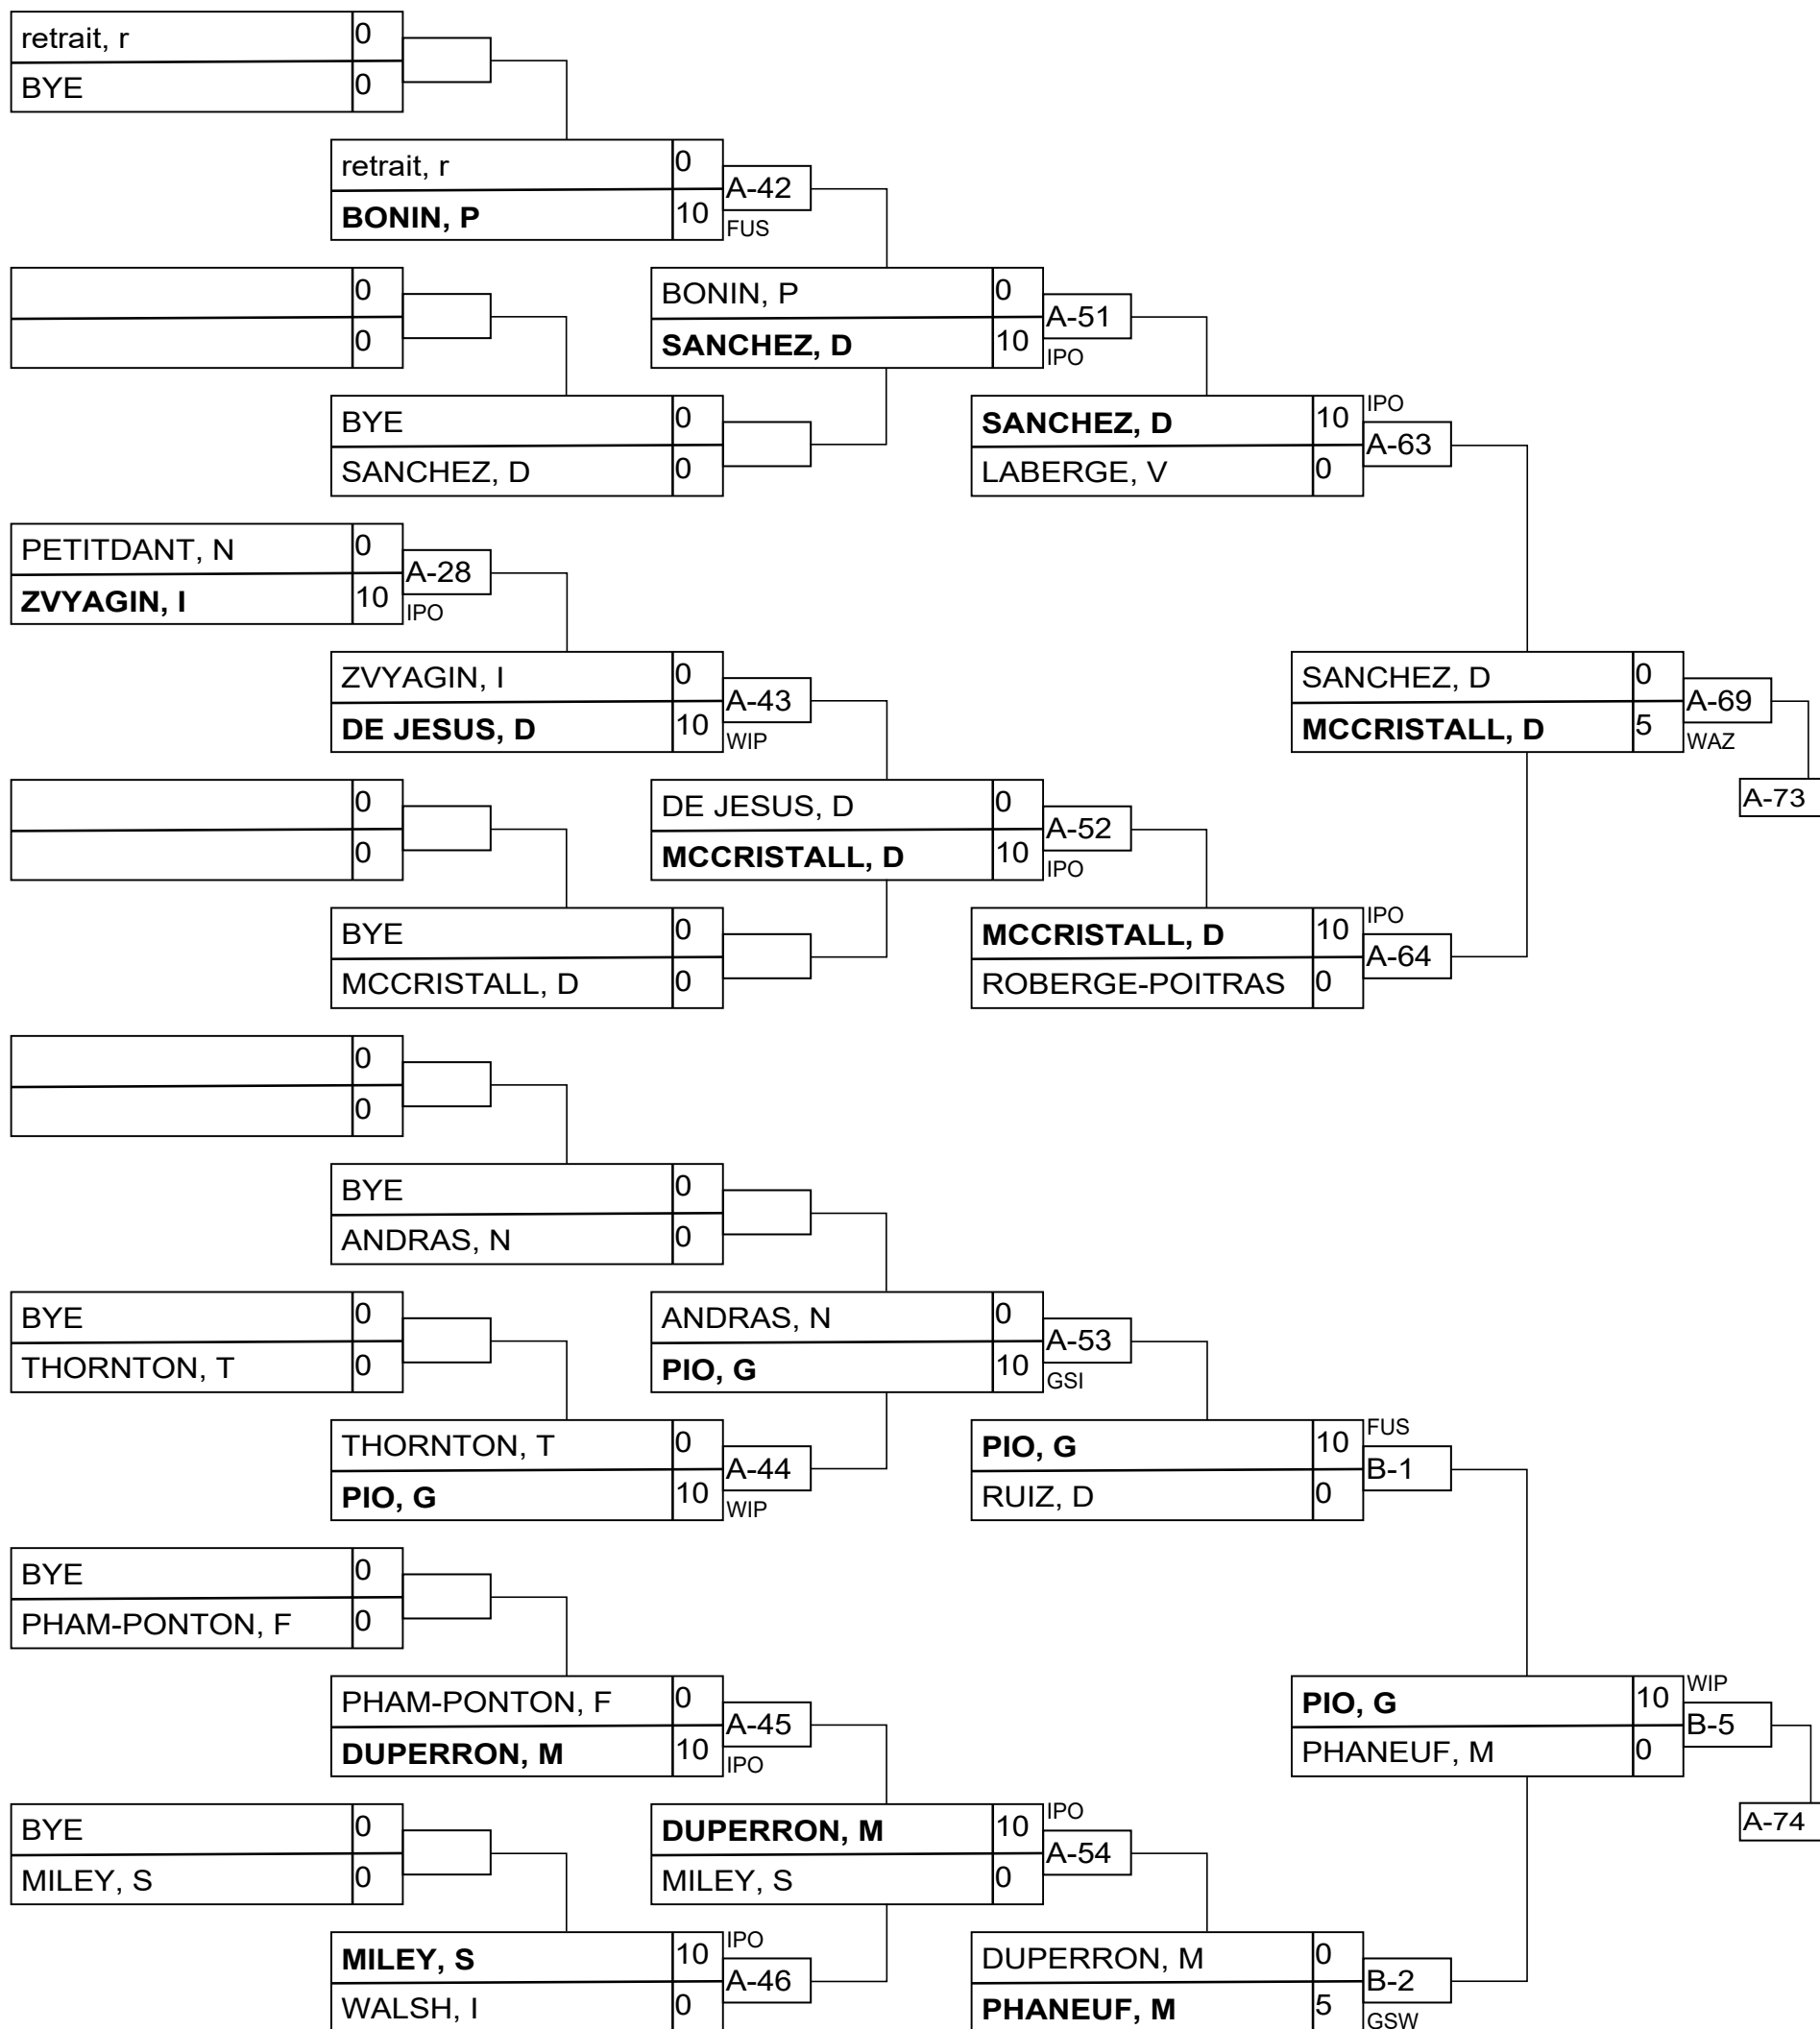 retrait, r 0
BYE 0
retrait, r 0
A-42
BONIN, P 10
FUS
0
0
BONIN, P 0
A-51
SANCHEZ, D 10
IPO
BYE 0
SANCHEZ, D 0
SANCHEZ, D 10 IPO
A-63
LABERGE, V 0
PETITDANT, N 0
A-28
ZVYAGIN, I 10
IPO
ZVYAGIN, I 0
A-43
DE JESUS, D 10
WIP
SANCHEZ, D 0
A-69
MCCRISTALL, D 5
WAZ
0
0
DE JESUS, D 0
A-52
MCCRISTALL, D 10
IPO
A-73
BYE 0
MCCRISTALL, D 0
MCCRISTALL, D 10 IPO
A-64
ROBERGE-POITRAS 0
0
0
BYE 0
ANDRAS, N 0
BYE 0
THORNTON, T 0
ANDRAS, N 0
A-53
PIO, G 10
GSI
THORNTON, T 0
A-44
PIO, G 10
WIP
PIO, G 10 FUS
B-1
RUIZ, D 0
BYE 0
PHAM-PONTON, F 0
PHAM-PONTON, F 0
A-45
DUPERRON, M 10
IPO
PIO, G 10 WIP
B-5
PHANEUF, M 0
BYE 0
MILEY, S 0
DUPERRON, M 10 IPO
A-54
MILEY, S 0
A-74
MILEY, S 10 IPO
A-46
WALSH, I 0
DUPERRON, M 0
B-2
PHANEUF, M 5
GSW